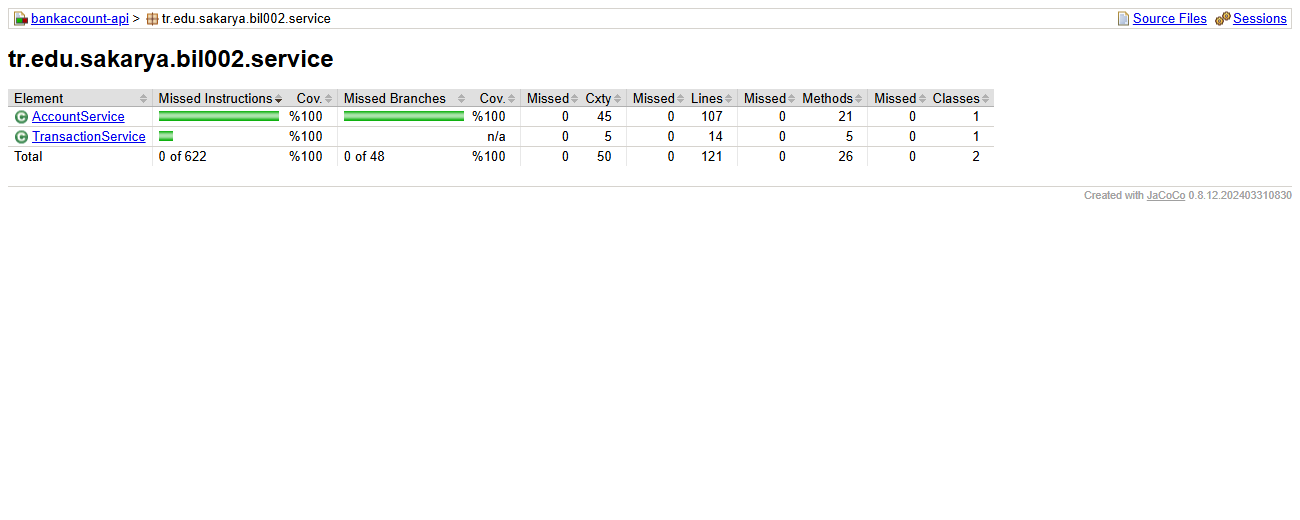 bankaccount-api > tr.edu.sakarya.bil002.service Source Files Sessions
tr.edu.sakarya.bil002.service
Element Missed Instructions Cov. Missed Branches Cov. Missed Cxty Missed Lines Missed Methods Missed Classes
AccountService %100 %100 0 45 0 107 0 21 0 1
TransactionService %100 n/a 0 5 0 14 0 5 0 1
Total 0 of 622 %100 0 of 48 %100 0 50 0 121 0 26 0 2
Created with JaCoCo 0.8.12.202403310830